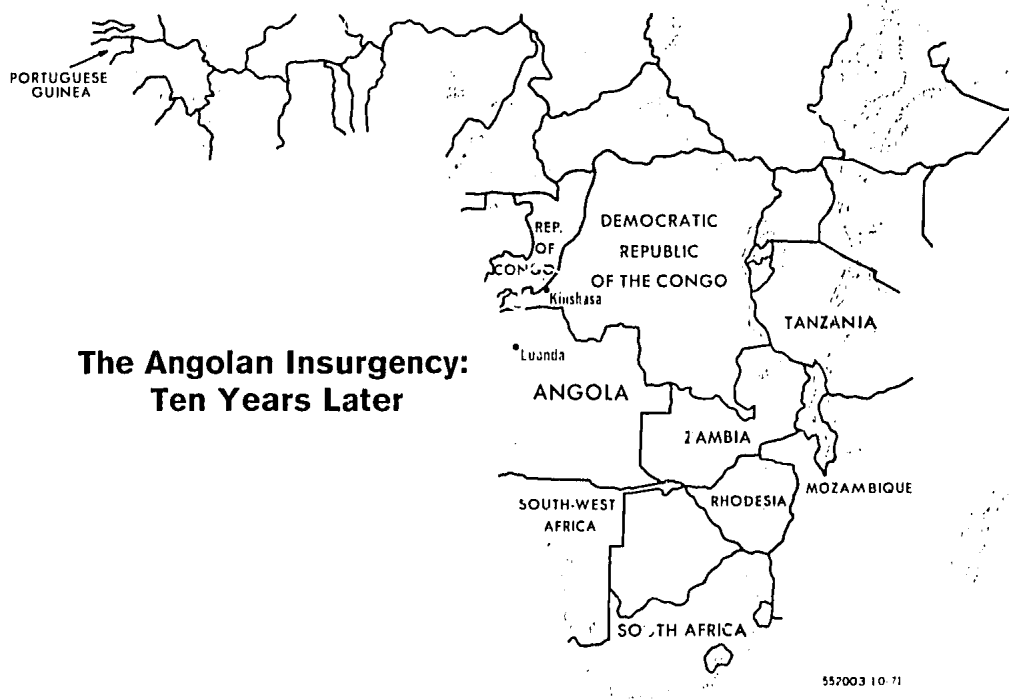 PORTUGUESE
GUINEA
REP.
OF
CONGO
DEMOCRATIC
REPUBLIC
OF THE CONGO
Kinshasa
TANZANIA
Luanda
The Angolan Insurgency:
Ten Years Later
ANGOLA
ZAMBIA
MOZAMBIQUE
RHODESIA
SOUTH-WEST
AFRICA
SOUTH AFRICA
552003 10-71